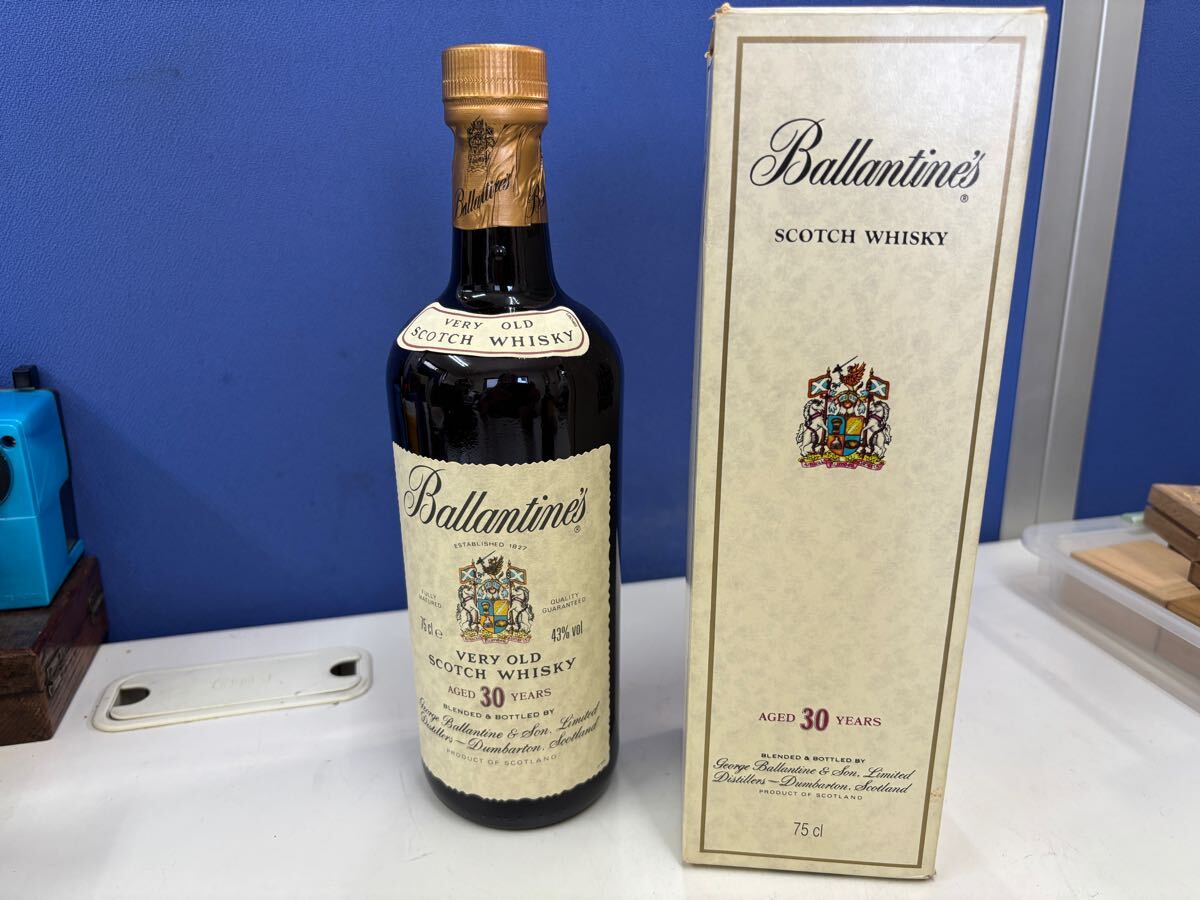 Ballantine's
VERY OLD
SCOTCH WHISKY
Ballantine's®
ESTABLISHED 1827
FULLY
MATURED
QUALITY
GUARANTEED
75 cl e
43% vol
VERY OLD
SCOTCH WHISKY
AGED 30 YEARS
BLENDED & BOTTLED BY
George Ballantine & Son, Limited
Distillers—Dumbarton, Scotland
PRODUCT OF SCOTLAND
Ballantine's®
SCOTCH WHISKY
AGED 30 YEARS
BLENDED & BOTTLED BY
George Ballantine & Son, Limited
Distillers—Dumbarton, Scotland
PRODUCT OF SCOTLAND
75 cl